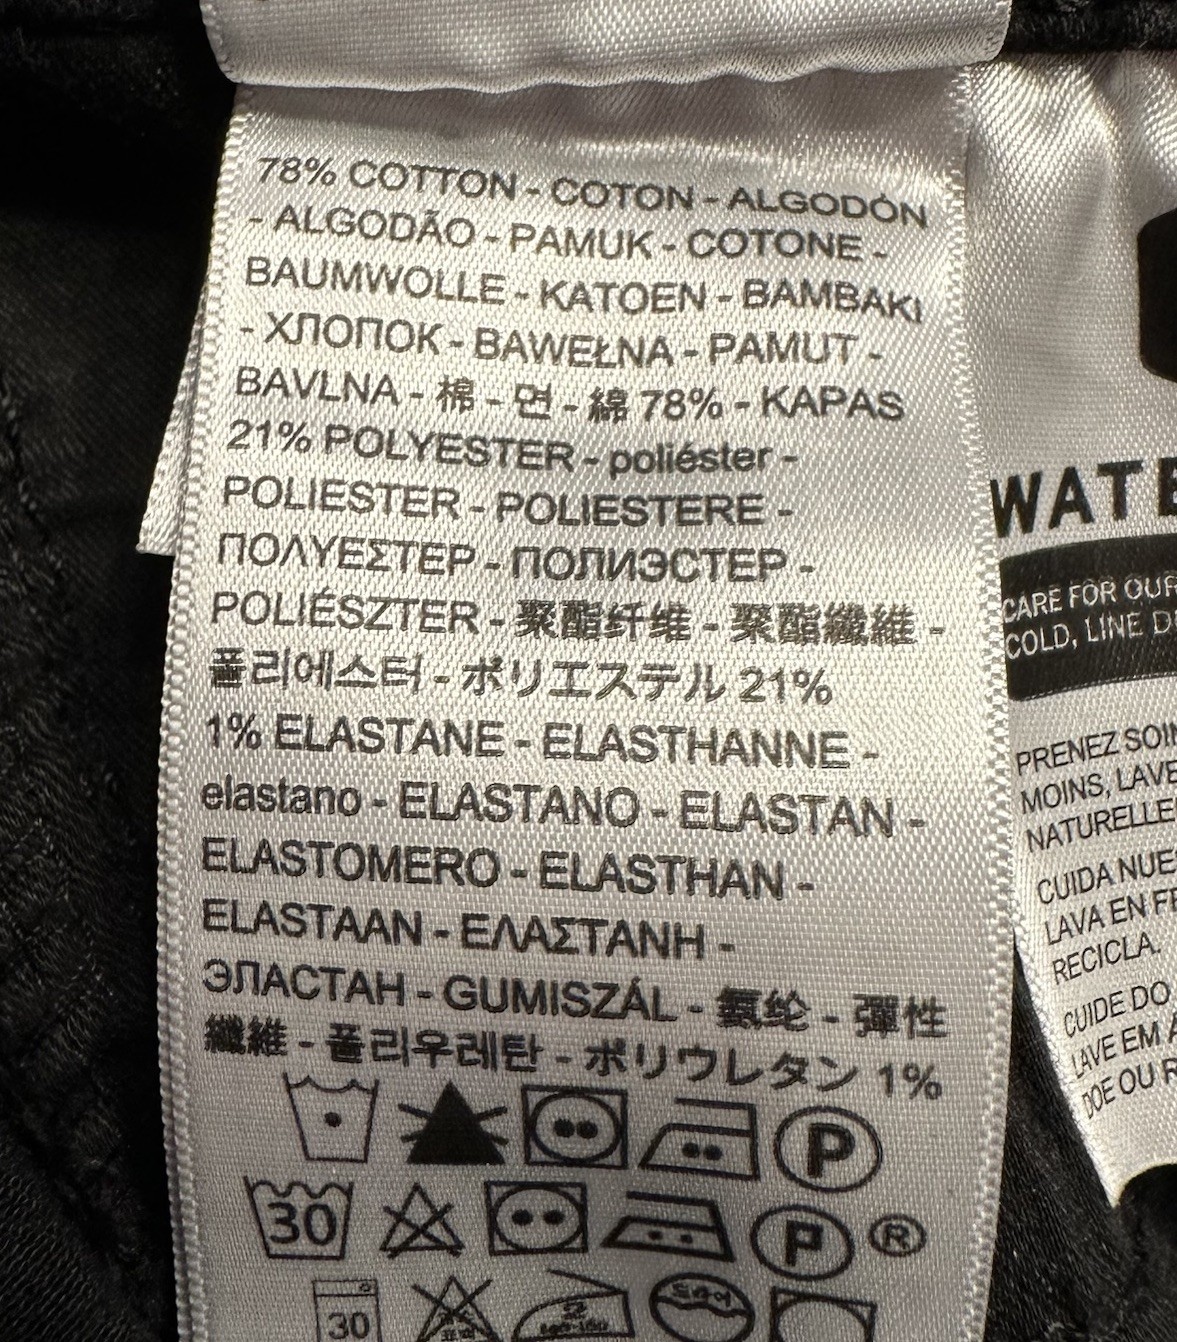 78% COTTON - COTON - ALGODÓN
- ALGODÃO - PAMUK - COTONE -
BAUMWOLLE - KATOEN - BAMBAKI
- ХЛОПОК - BAWEŁNA - PAMUT -
BAVLNA - 棉 - 면 - 綿 78% - KAPAS
21% POLYESTER - poliéster -
POLIESTER - POLIESTERE -
ΠΟΛΥΕΣΤΕΡ - ПОЛИЭСТЕР -
POLIÉSZTER - 聚酯纤维 - 聚酯纖維 -
폴리에스터 - ポリエステル 21%
1% ELASTANE - ELASTHANNE -
elastano - ELASTANO - ELASTAN -
ELASTOMERO - ELASTHAN -
ELASTAAN - ΕΛΑΣΤΑΝΗ -
ЭЛАСТАН - GUMISZÁL - 氨纶 - 彈性
纖維 - 폴리우레탄 - ポリウレタン 1%
P
30 P ®
30
WATE
CARE FOR OUR
COLD, LINE D
PRENEZ SOIN
MOINS, LAVE
NATURELLE
CUIDA NUE
LAVA EN F
RECICLA.
CUIDE DO
LAVE EM Á
DOE OU R